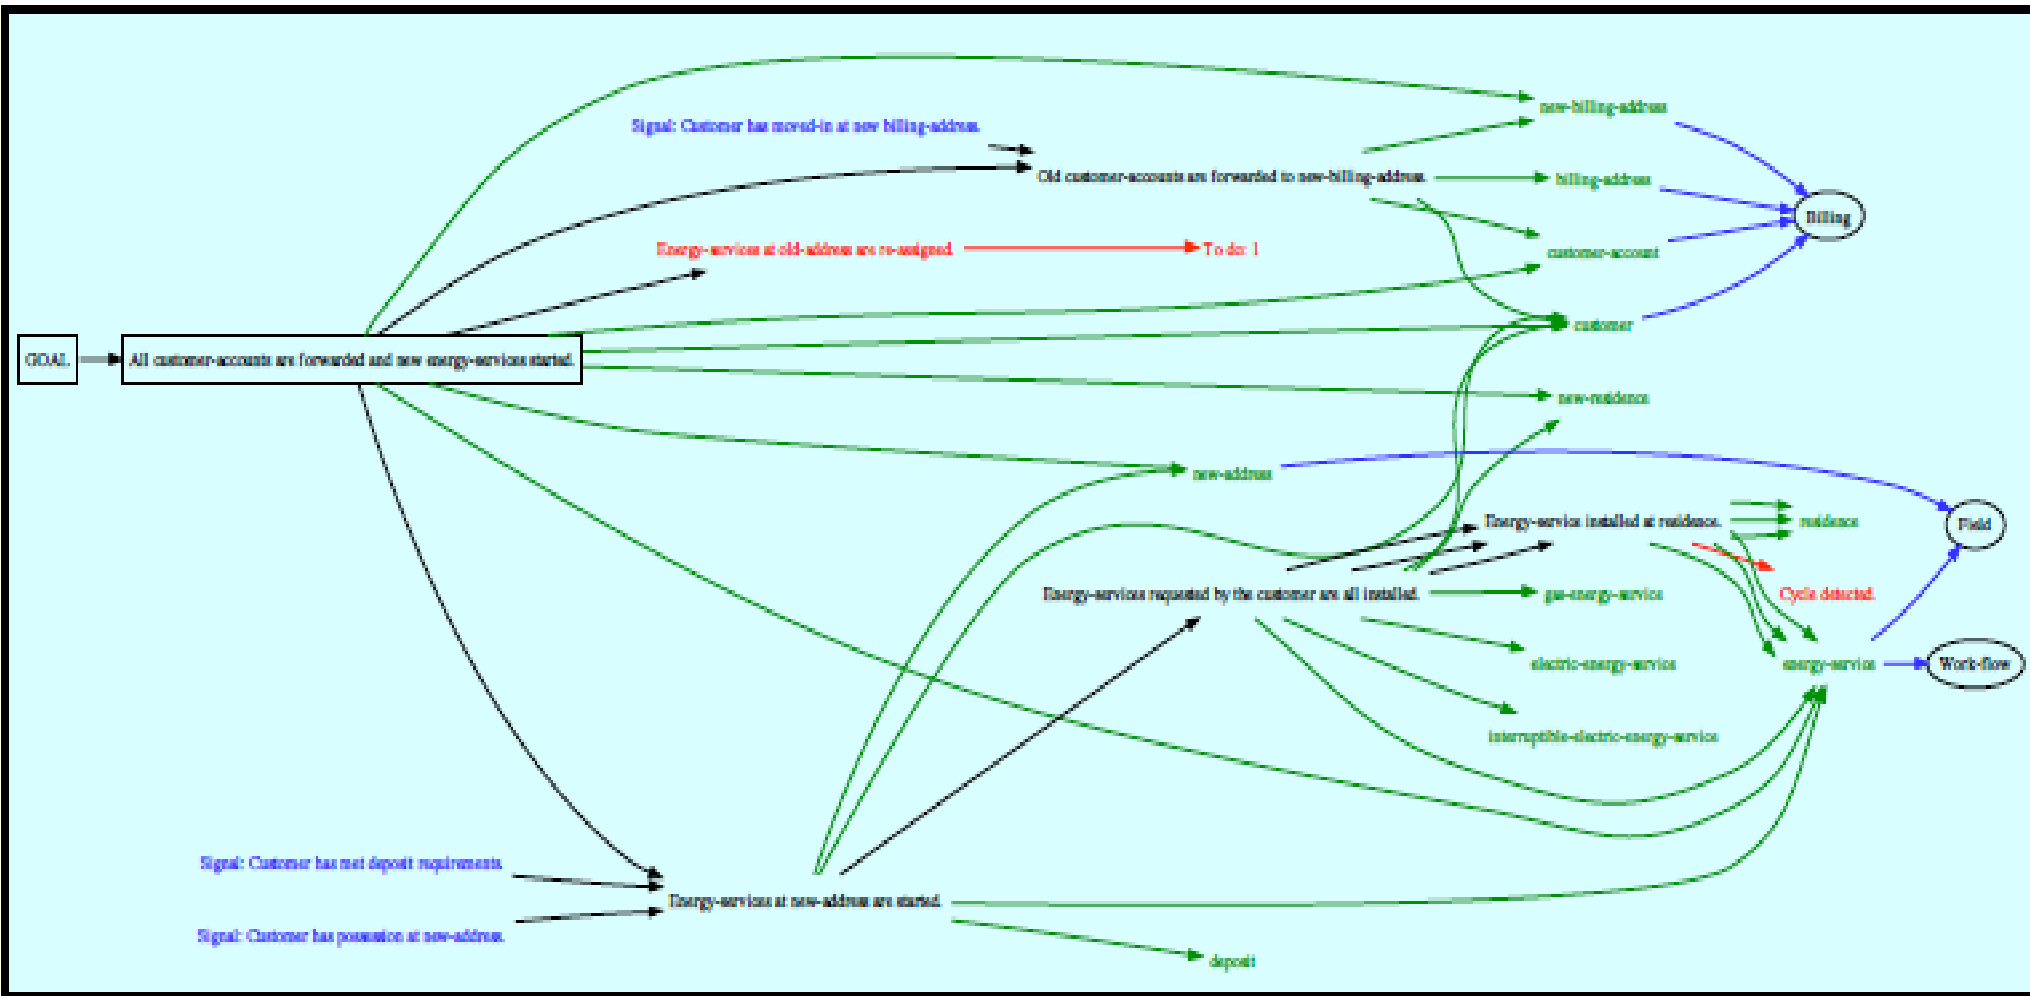 new-billing-address
Signal: Customer has moved-in at new billing-address.
Old customer-accounts are forwarded to new-billing-address.
billing-address
Billing
Energy-services at old-address are re-assigned.
To do: 1
customer-account
customer
GOAL
All customer-accounts are forwarded and new energy-services started.
new-residence
new-address
Energy-service installed at residence.
residence
Field
Energy-services requested by the customer are all installed.
gas-energy-service
Cycle detected.
electric-energy-service
energy-service
Work-flow
interruptible-electric-energy-service
Signal: Customer has met deposit requirements.
Energy-services at new-address are started.
Signal: Customer has possession at new-address.
deposit